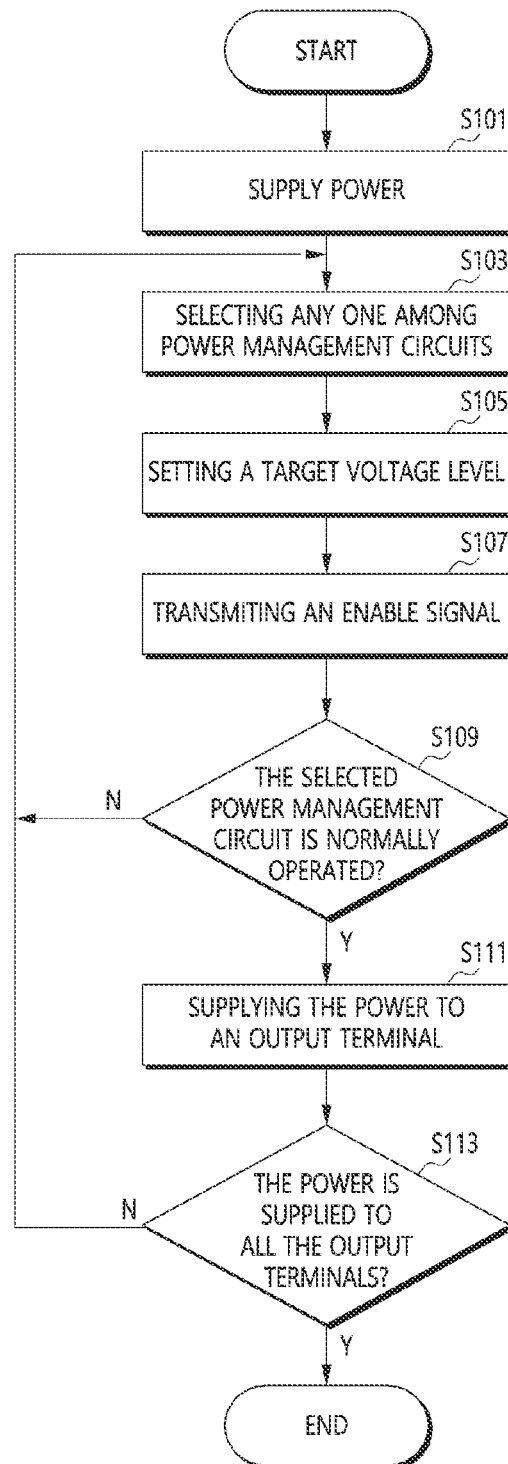 START
S101
SUPPLY POWER
S103
SELECTING ANY ONE AMONG
POWER MANAGEMENT CIRCUITS
S105
SETTING A TARGET VOLTAGE LEVEL
S107
TRANSMITING AN ENABLE SIGNAL
S109
THE SELECTED
POWER MANAGEMENT
CIRCUIT IS NORMALLY
OPERATED?
N
Y
S111
SUPPLYING THE POWER TO
AN OUTPUT TERMINAL
S113
THE POWER IS
SUPPLIED TO
ALL THE OUTPUT
TERMINALS?
N
Y
END